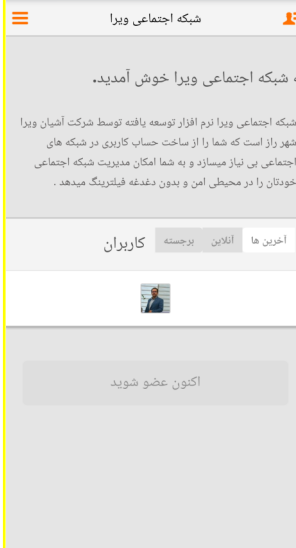 شبکه اجتماعی ویرا
شبکه اجتماعی ویرا خوش آمدید.
شبکه اجتماعی ویرا نرم افزار توسعه یافته توسط شرکت آشیان ویرا
شهر راز است که شما را از ساخت حساب کاربری در شبکه های
اجتماعی بی نیاز میسازد و به شما امکان مدیریت شبکه اجتماعی
خودتان را در محیطی امن و بدون دغدغه فیلترینگ میدهد .
آخرین ها آنلاین برجسته کاربران
اکنون عضو شوید